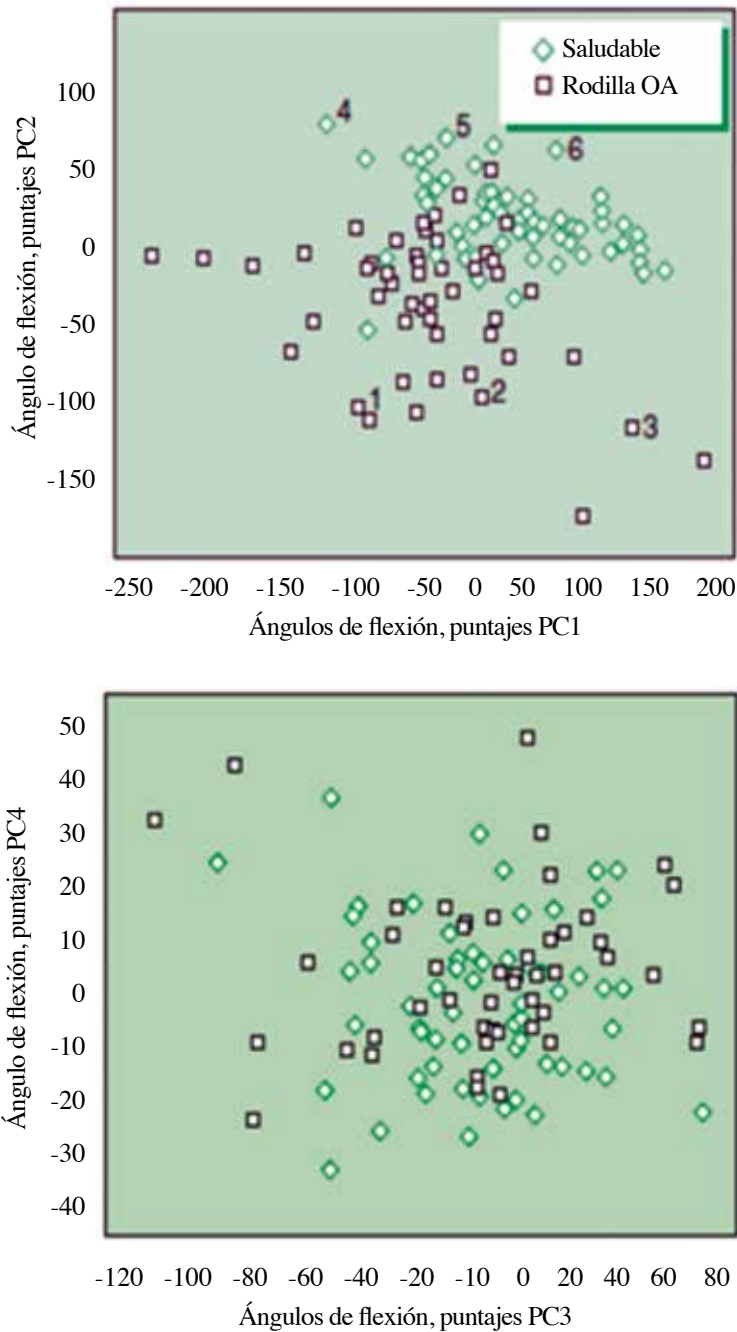 Saludable
Rodilla OA
Ángulo de flexión, puntajes PC2
100
50
0
-50
-100
-150
4
5
6
1
2
3
-250 -200 -150 -100 -50 0 50 100 150 200
Ángulos de flexión, puntajes PC1
Ángulo de flexión, puntajes PC4
50
40
30
20
10
0
-10
-20
-30
-40
-120 -100 -80 -60 -40 -20 -10 0 20 40 60 80
Ángulos de flexión, puntajes PC3